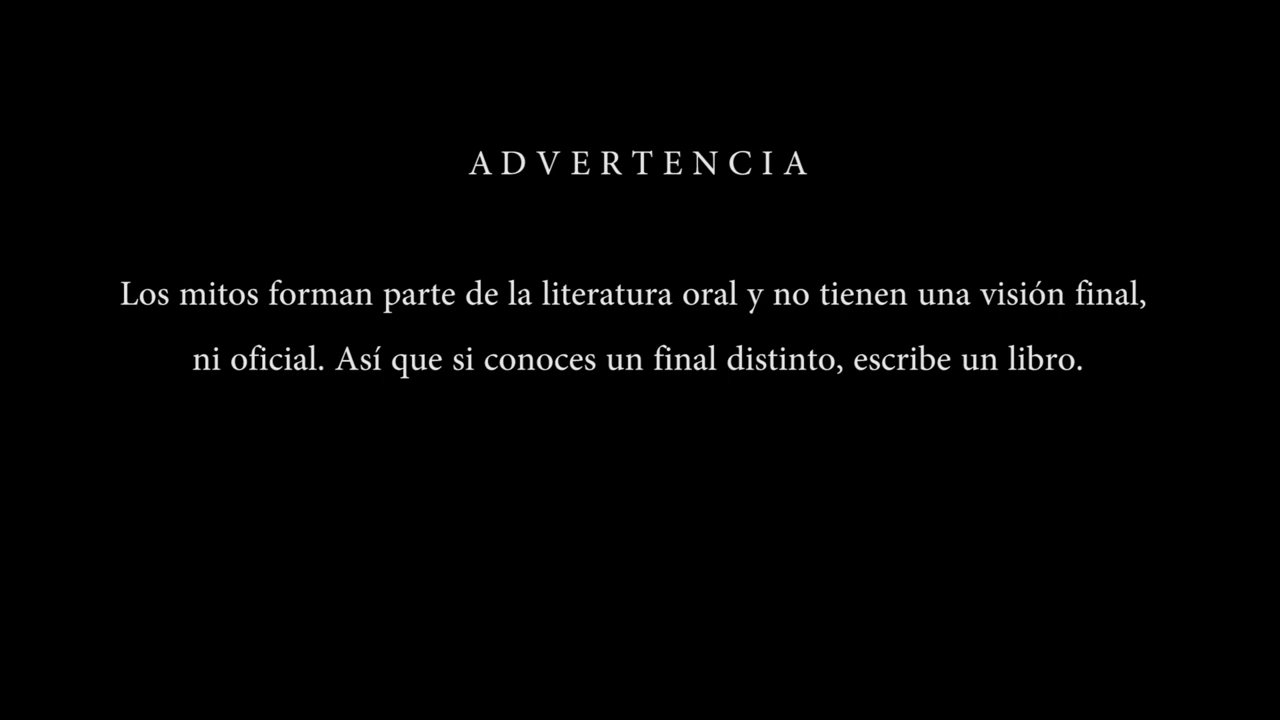 ADVERTENCIA
Los mitos forman parte de la literatura oral y no tienen una visión final,
ni oficial. Así que si conoces un final distinto, escribe un libro.